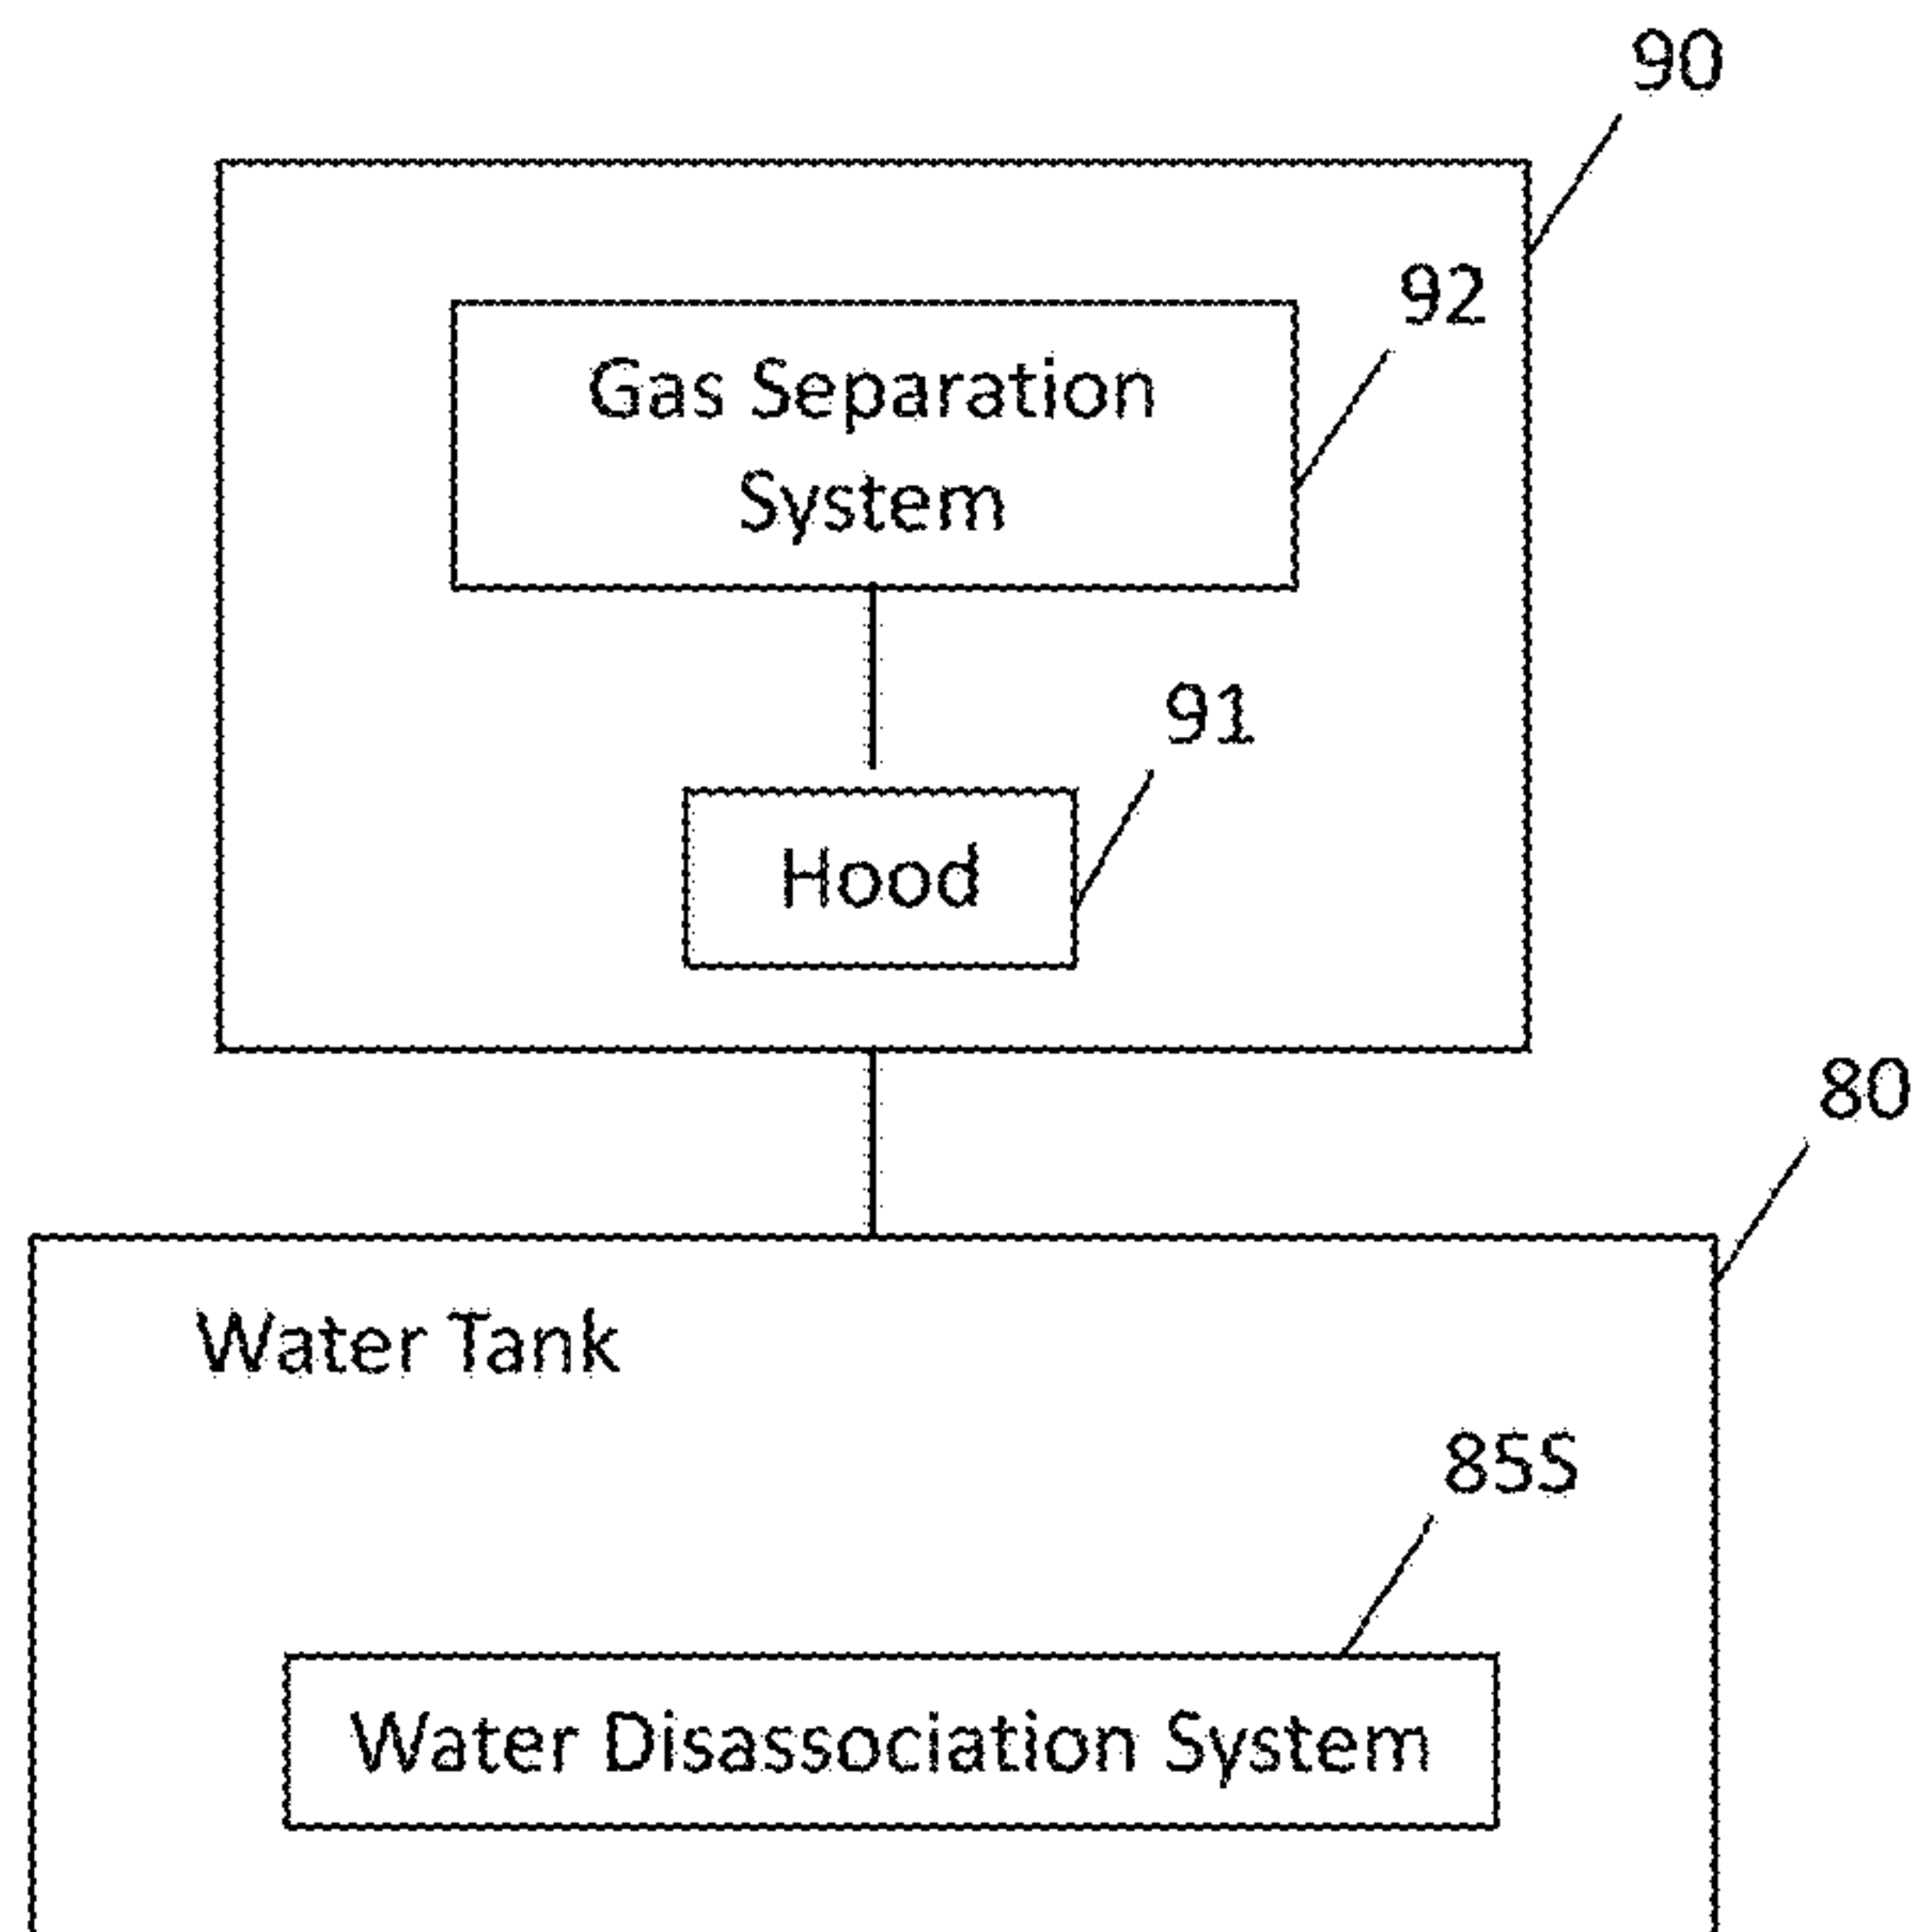 90
92
Gas Separation
System
91
Hood
80
Water Tank
85S
Water Disassociation System